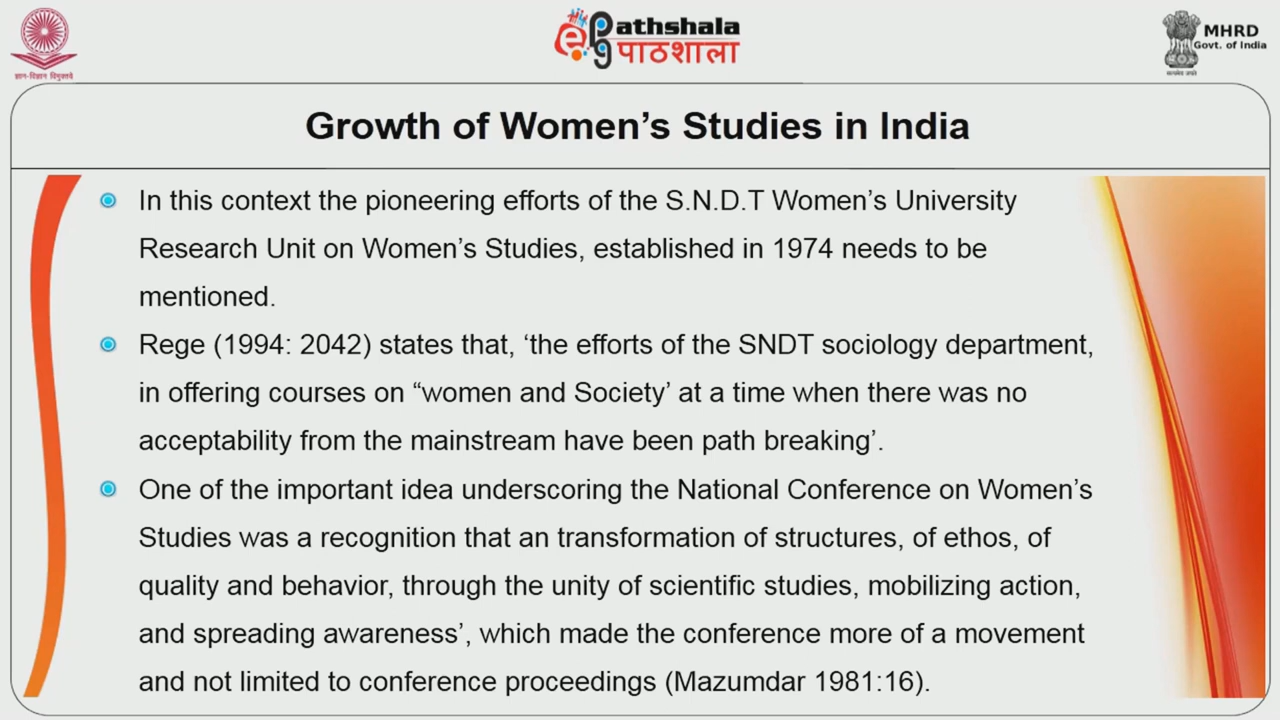 ज्ञान-विज्ञान विमुक्तये
ePG Pathshala
पाठशाला
MHRD
Govt. of India
सत्यमेव जयते
Growth of Women’s Studies in India
In this context the pioneering efforts of the S.N.D.T Women’s University
Research Unit on Women’s Studies, established in 1974 needs to be
mentioned.
Rege (1994: 2042) states that, ‘the efforts of the SNDT sociology department,
in offering courses on “women and Society’ at a time when there was no
acceptability from the mainstream have been path breaking’.
One of the important idea underscoring the National Conference on Women’s
Studies was a recognition that an transformation of structures, of ethos, of
quality and behavior, through the unity of scientific studies, mobilizing action,
and spreading awareness’, which made the conference more of a movement
and not limited to conference proceedings (Mazumdar 1981:16).